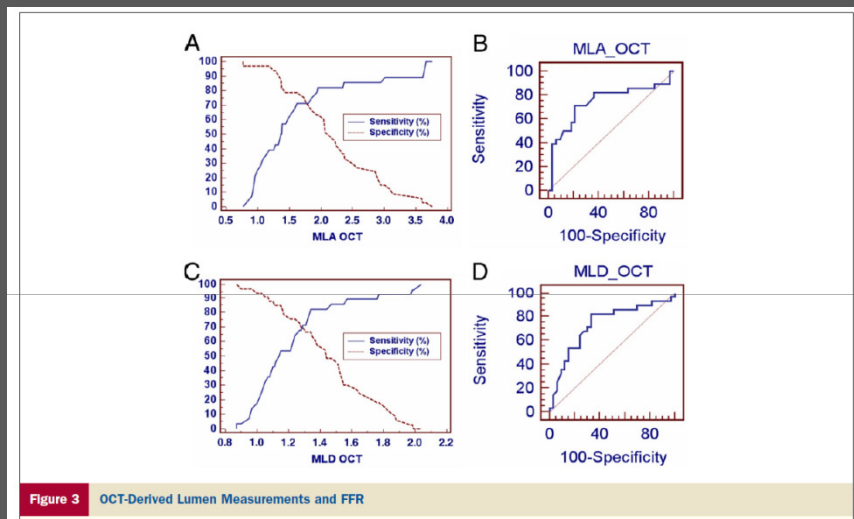 A
100
90
80
70
60
50
40
30
20
10
0
Sensitivity (%)
Specificity (%)
0.5 1.0 1.5 2.0 2.5 3.0 3.5 4.0
MLA OCT
B
MLA_OCT
Sensitivity
100
80
60
40
20
0
0 40 80
100-Specificity
C
100
90
80
70
60
50
40
30
20
10
0
Sensitivity (%)
Specificity (%)
0.8 1.0 1.2 1.4 1.6 1.8 2.0 2.2
MLD OCT
D
MLD_OCT
Sensitivity
100
80
60
40
20
0
0 40 80
100-Specificity
Figure 3 OCT-Derived Lumen Measurements and FFR